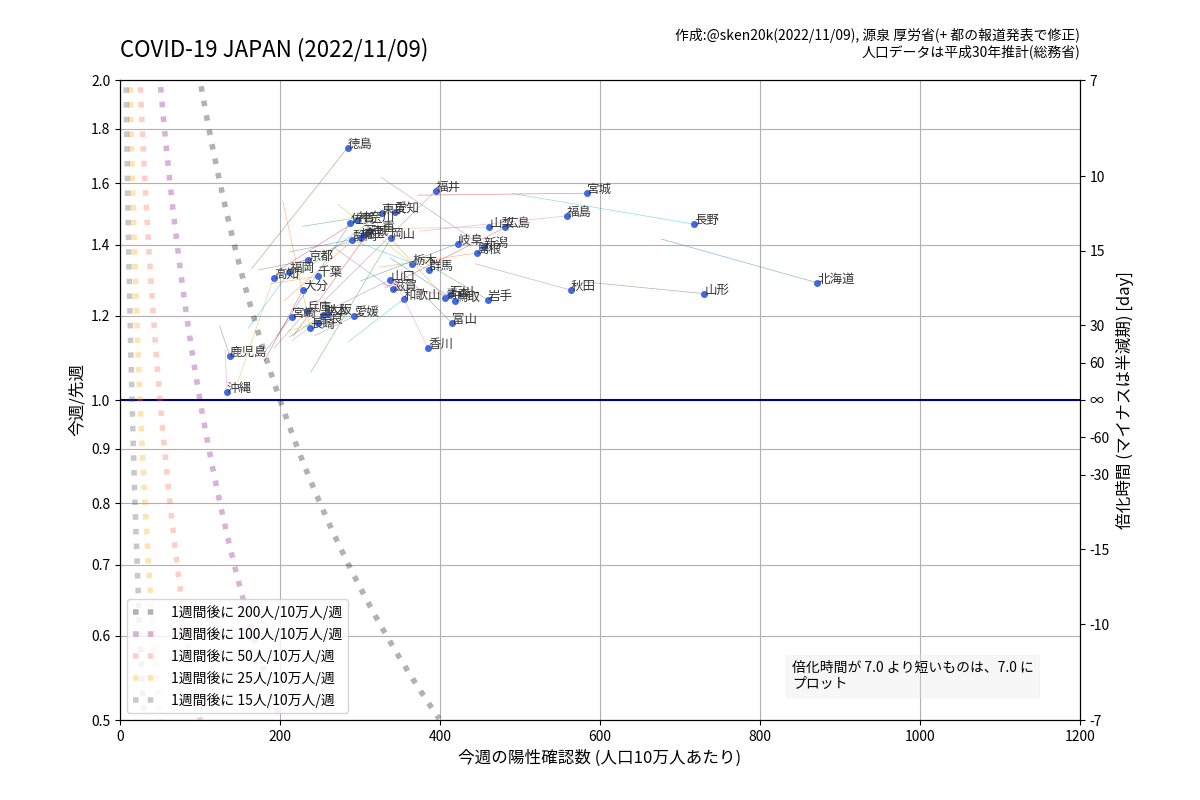 COVID-19 JAPAN (2022/11/09)
作成:@sken20k(2022/11/09), 源泉 厚労省(+ 都の報道発表で修正)
人口データは平成30年推計(総務省)
2.0
1.8
1.6
1.4
1.2
1.0
0.9
0.8
0.7
0.6
0.5
今週/先週
7
10
15
30
60
∞
-60
-30
-15
-10
-7
倍化時間 (マイナスは半減期) [day]
徳島
福井
宮城
愛知
福島
長野
山梨
広島
岡山
岐阜
新潟
島根
京都
栃木
群馬
福岡
高知
千葉
山口
滋賀
大分
北海道
秋田
山形
和歌山
岩手
兵庫
宮崎
大阪
愛媛
長崎
富山
香川
鹿児島
沖縄
1週間後に 200人/10万人/週
1週間後に 100人/10万人/週
1週間後に 50人/10万人/週
1週間後に 25人/10万人/週
1週間後に 15人/10万人/週
倍化時間が 7.0 より短いものは、7.0 に
プロット
0
200
400
600
800
1000
1200
今週の陽性確認数 (人口10万人あたり)